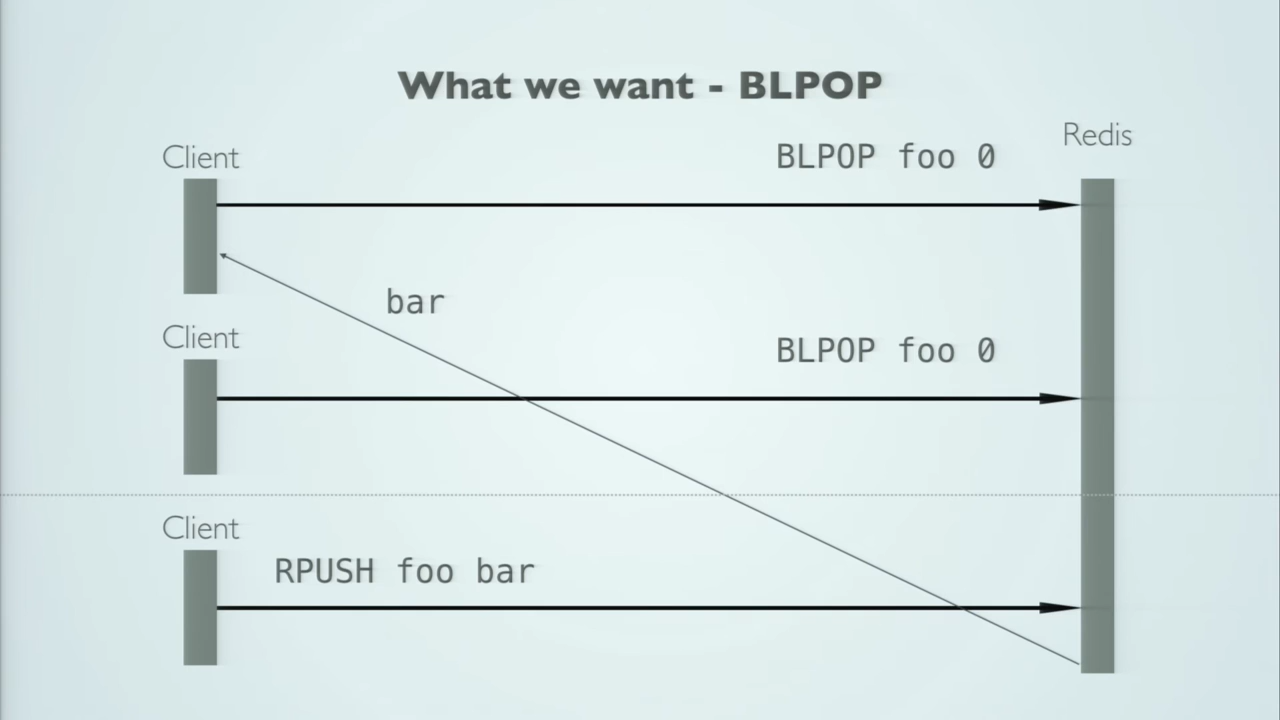 What we want - BLPOP
Redis
Client
BLPOP foo 0
bar
Client
BLPOP foo 0
Client
RPUSH foo bar